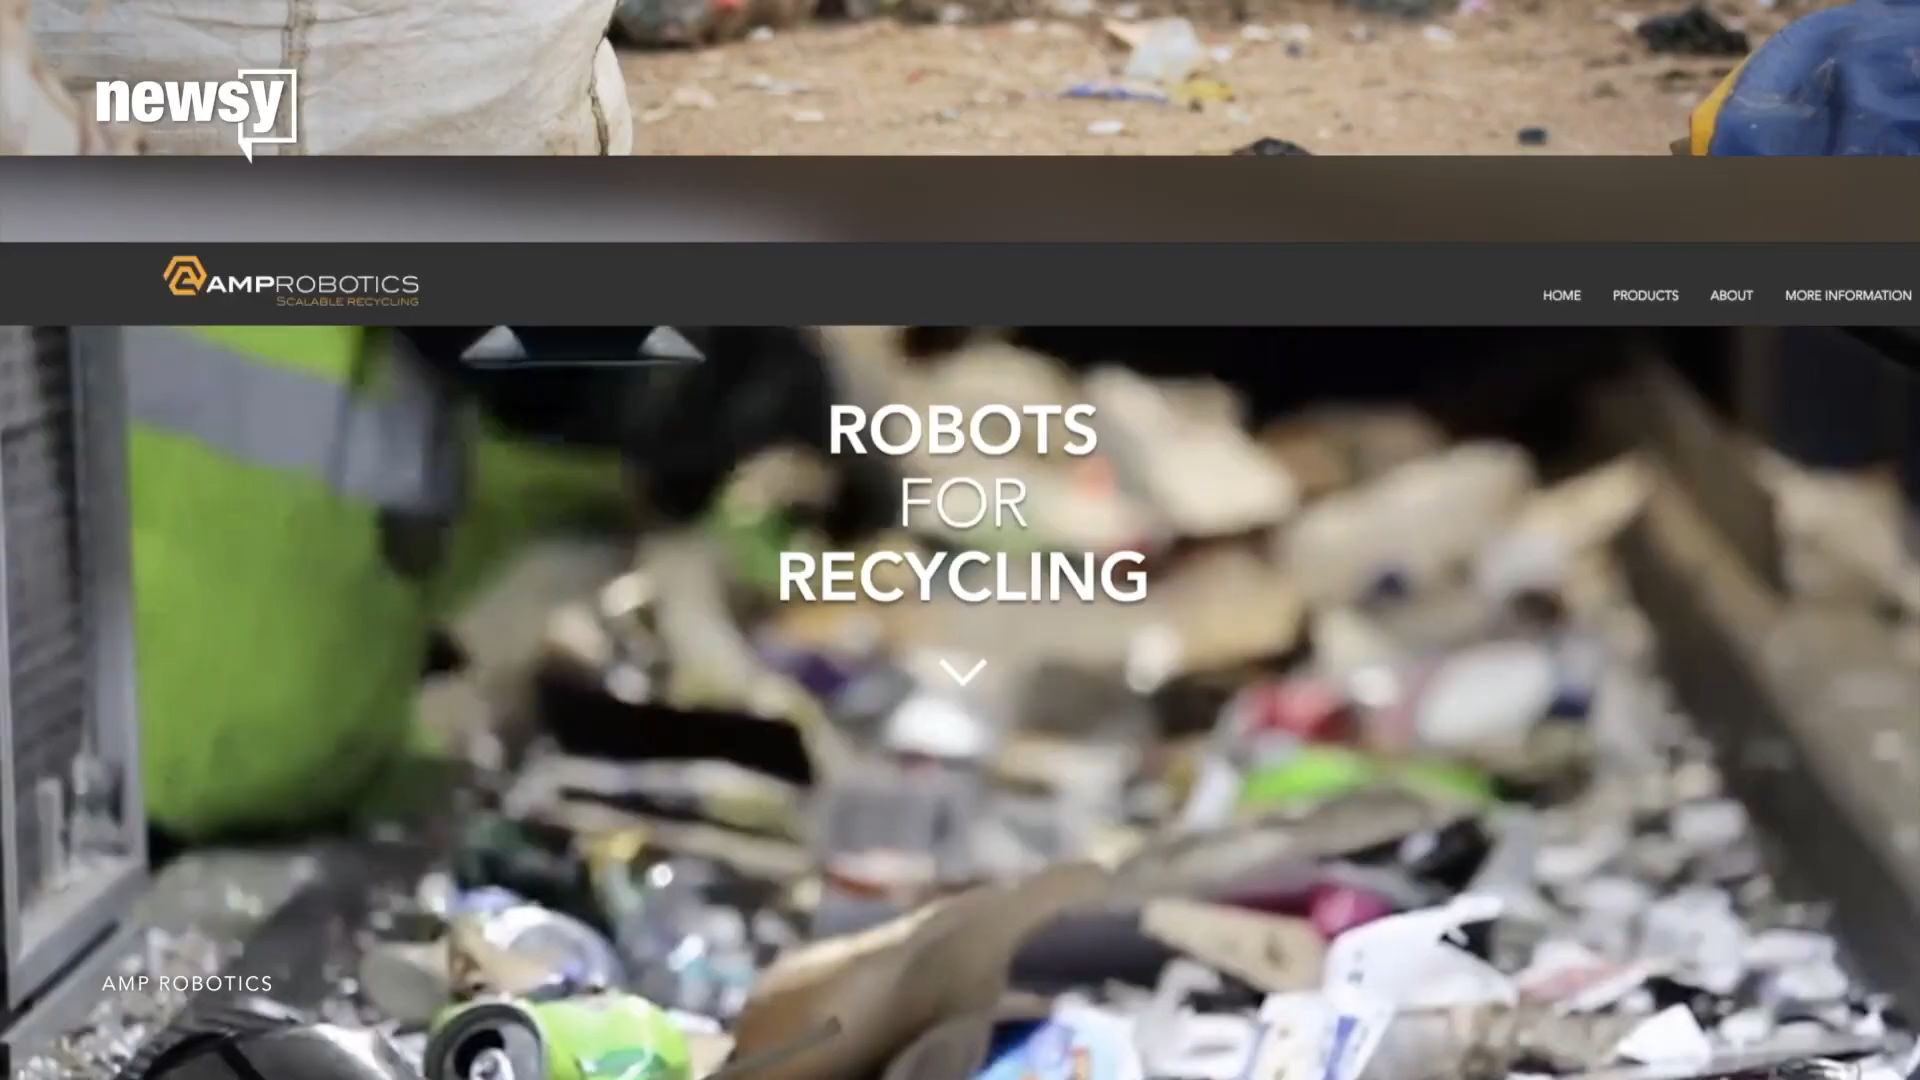 newsy
AMPROBOTICS
SCALABLE RECYCLING
HOME PRODUCTS ABOUT MORE INFORMATION
ROBOTS
FOR
RECYCLING
AMP ROBOTICS